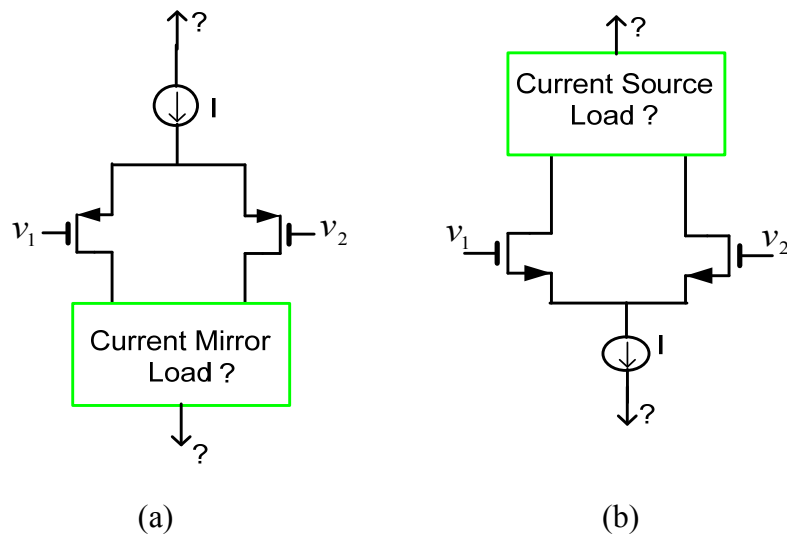 ?
I
v1
v2
Current Mirror
Load ?
?
(a)
?
Current Source
Load ?
v1
v2
I
?
(b)